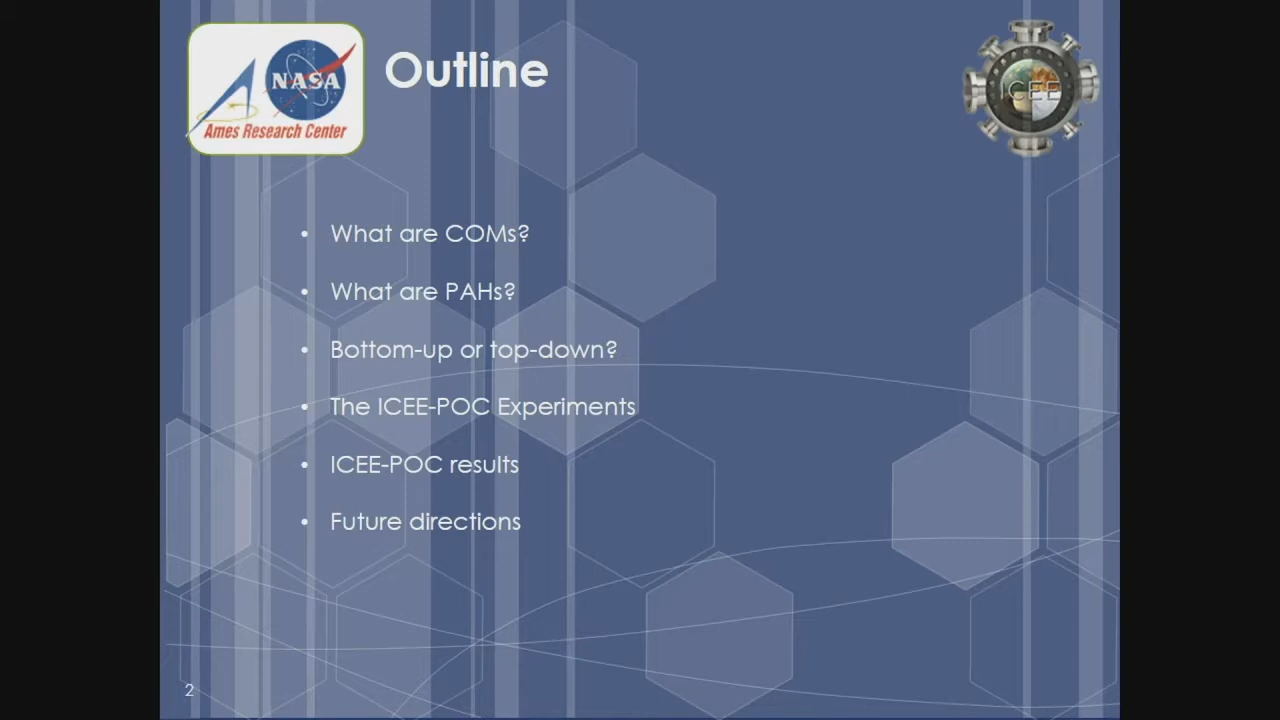 NASA
Ames Research Center
Outline
ICEE
• What are COMs?
• What are PAHs?
• Bottom-up or top-down?
• The ICEE-POC Experiments
• ICEE-POC results
• Future directions
2